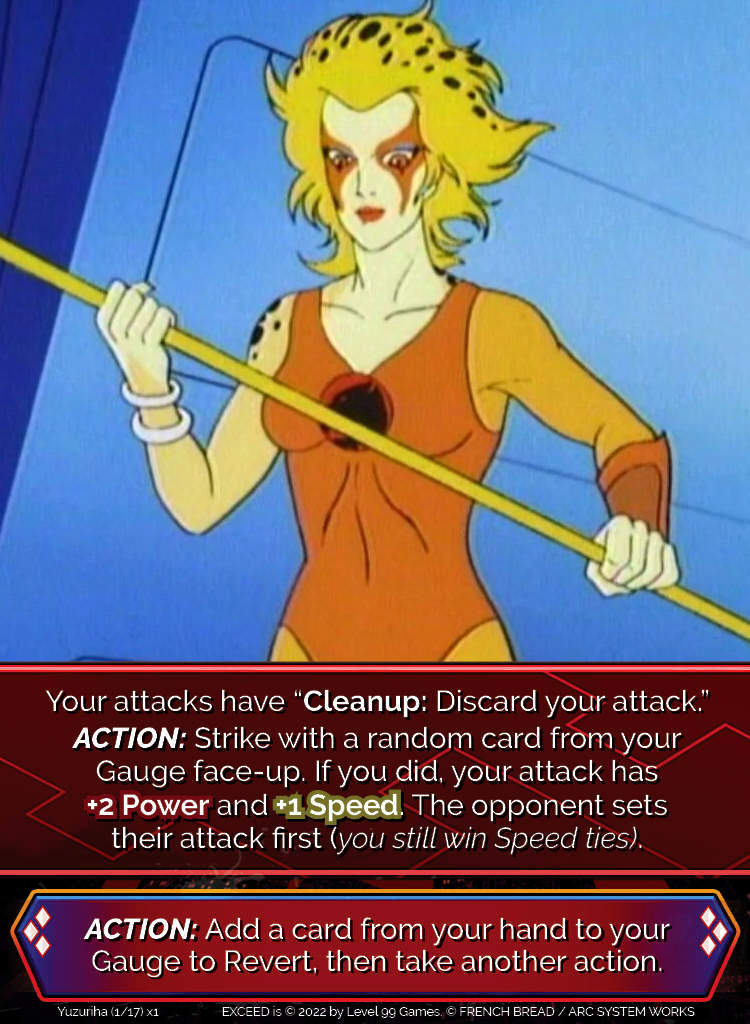 Your attacks have “Cleanup: Discard your attack.”
ACTION: Strike with a random card from your
Gauge face-up. If you did, your attack has
+2 Power and +1 Speed. The opponent sets
their attack first (you still win Speed ties).
ACTION: Add a card from your hand to your
Gauge to Revert, then take another action.
Yuzuriha (1/17) x1 EXCEED is © 2022 by Level 99 Games. © FRENCH BREAD / ARC SYSTEM WORKS